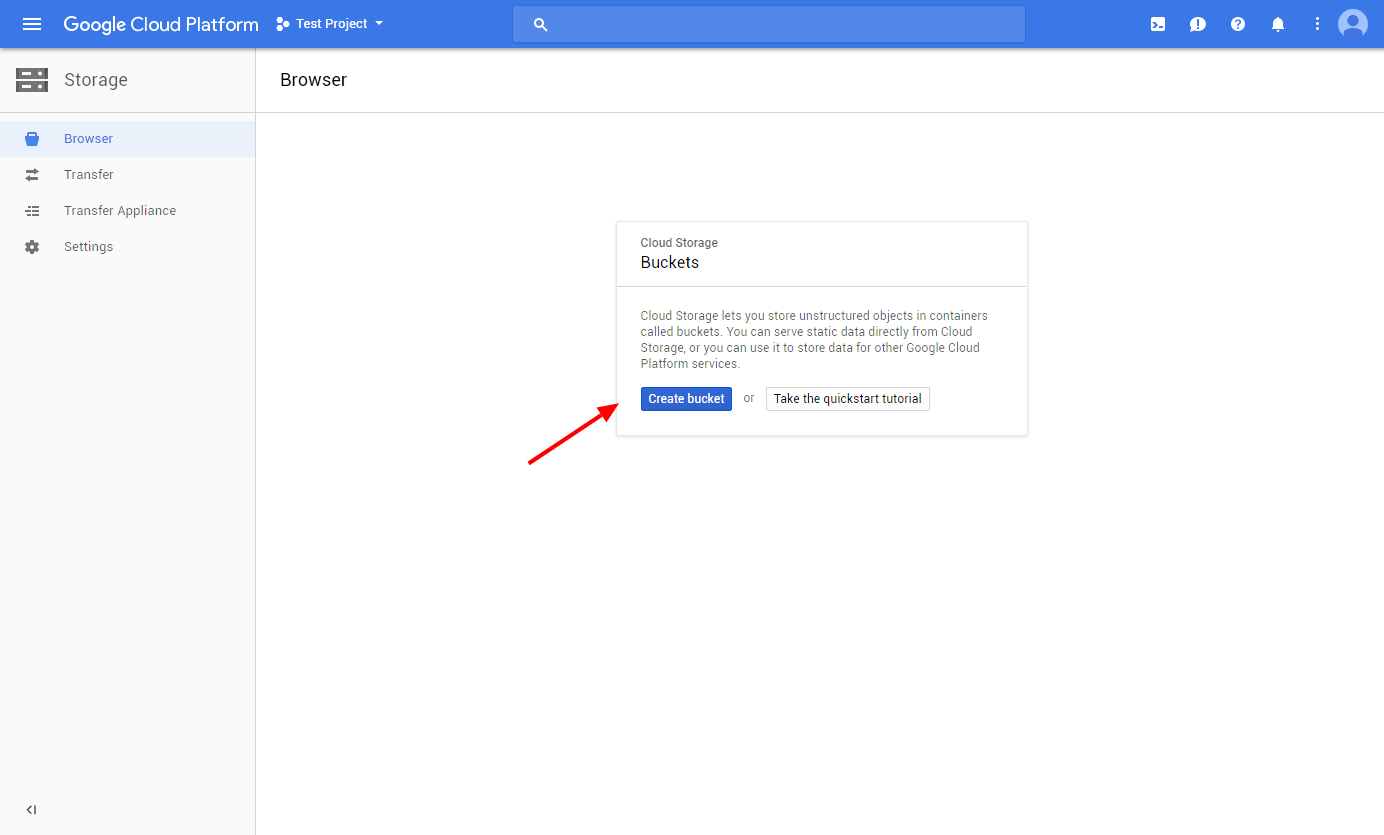 Google Cloud Platform
Test Project
Storage
Browser
Browser
Transfer
Transfer Appliance
Settings
Cloud Storage
Buckets
Cloud Storage lets you store unstructured objects in containers
called buckets. You can serve static data directly from Cloud
Storage, or you can use it to store data for other Google Cloud
Platform services.
Create bucket or Take the quickstart tutorial